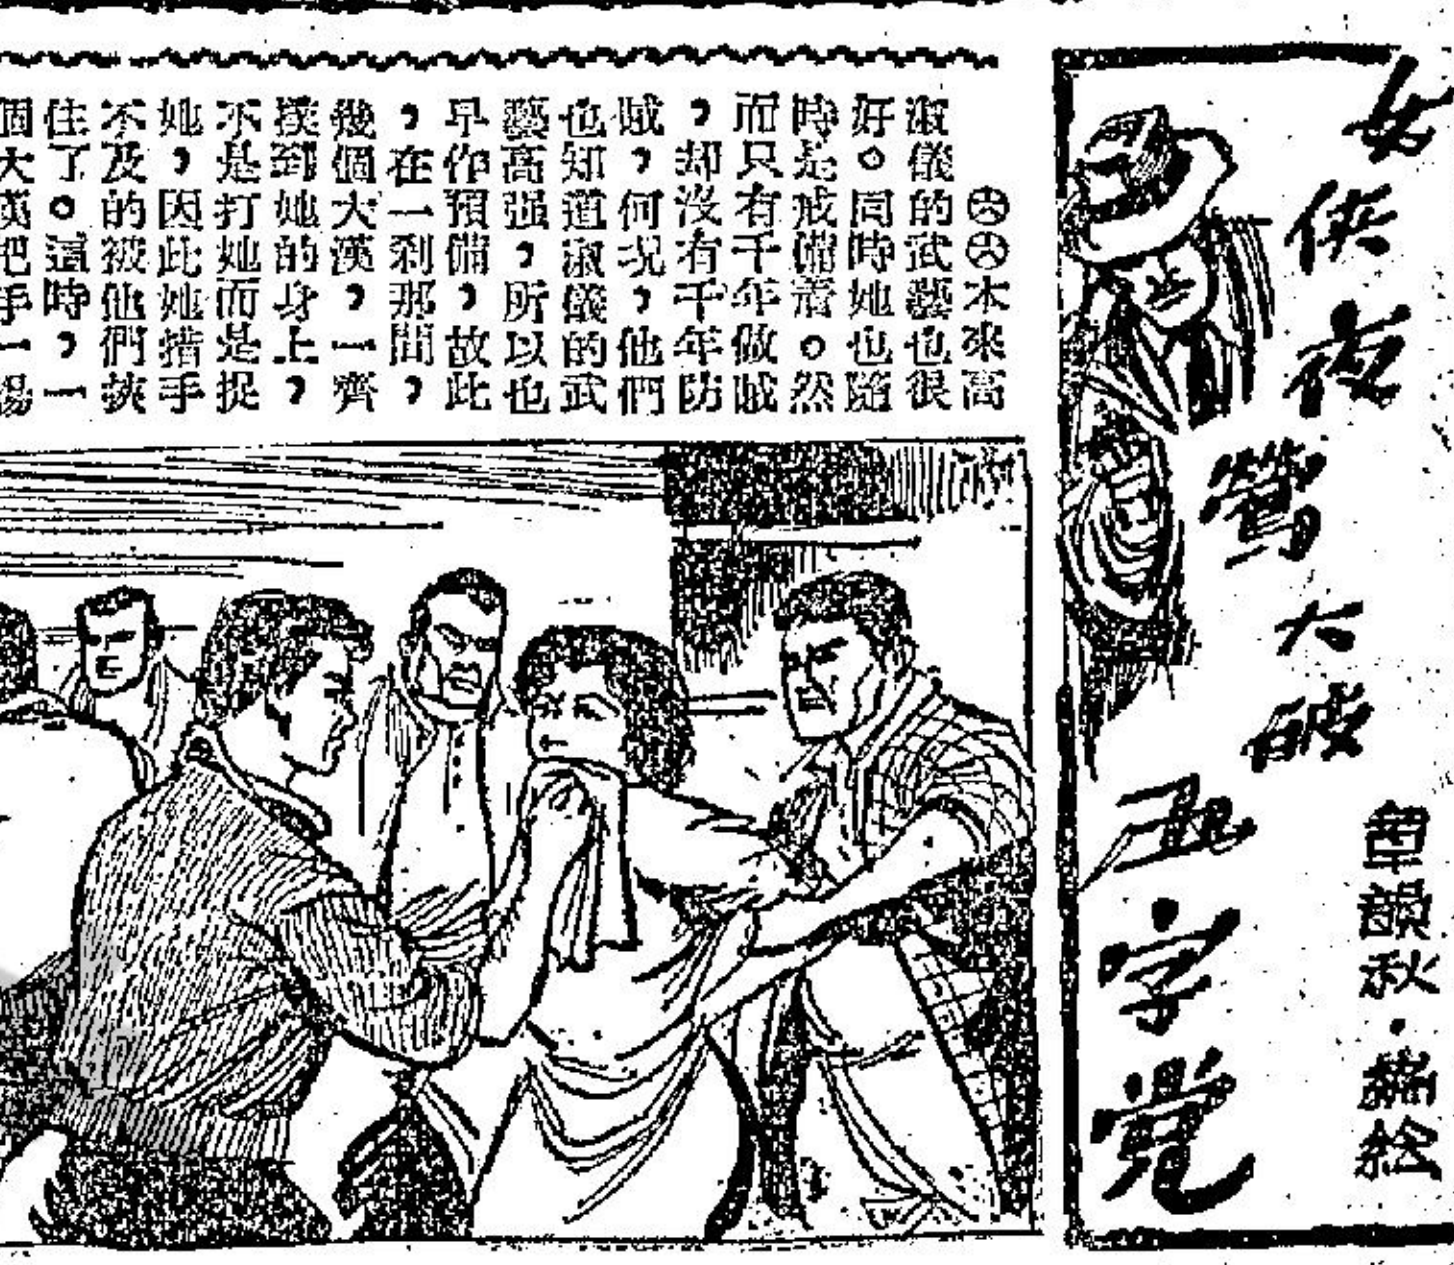 女俠夜鶯大破丑字党
韻秋・編繪
㊅㊅本來高
淑儀的武藝也很
好。同時她也隨
時是戒備着。然
而只有千年做賊
，却沒有千年防
賊，何況，他們
也知道淑儀的武
藝高强，所以也
早作預備，故此
，在一剎那間，
幾個大漢，一齊
撲到她的身上，
不是打她而是捉
她，因此她措手
不及的被他們挾
住了。這時，一
個大漢把手一揚